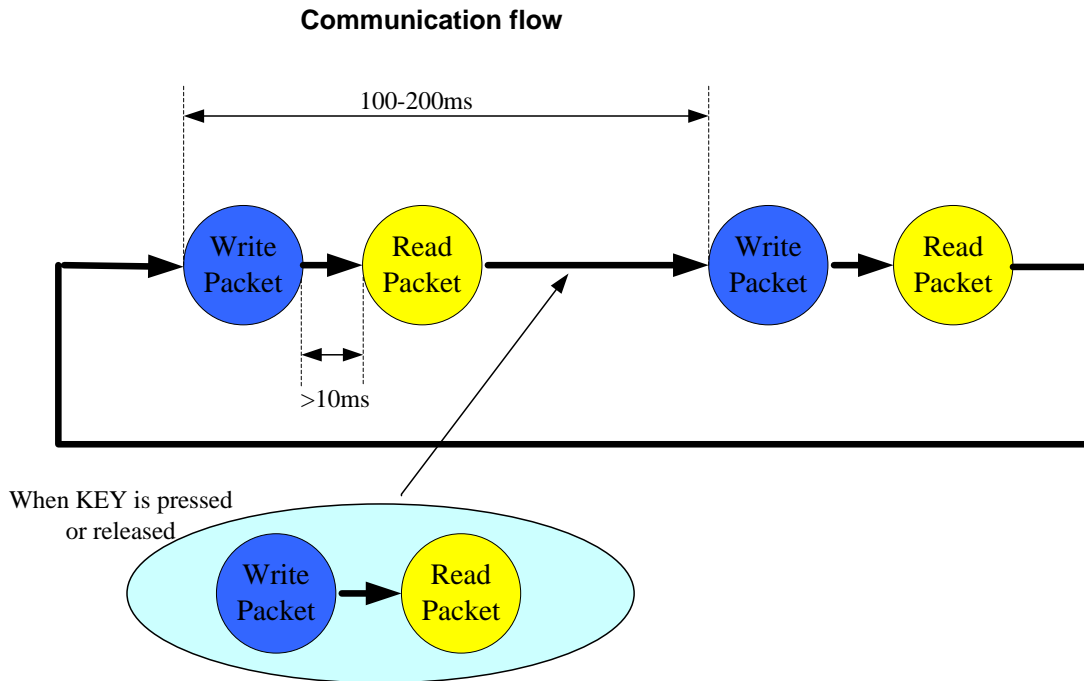 Communication flow
100-200ms
Write
Packet
Read
Packet
Write
Packet
Read
Packet
>10ms
When KEY is pressed
or released
Write
Packet
Read
Packet